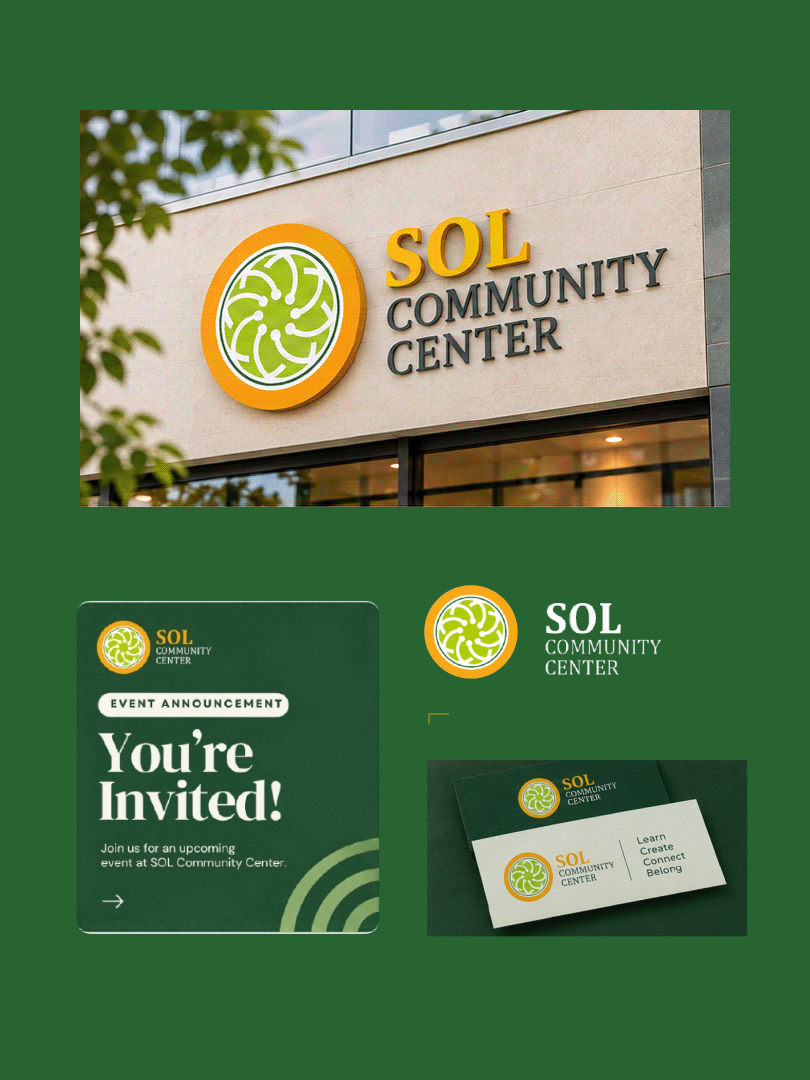 SOL
COMMUNITY
CENTER
SOL
COMMUNITY
CENTER
EVENT ANNOUNCEMENT
You're
Invited!
Join us for an upcoming
event at SOL Community Center.
SOL
COMMUNITY
CENTER
SOL
COMMUNITY
CENTER
SOL
COMMUNITY
CENTER
Learn
Create
Connect
Belong